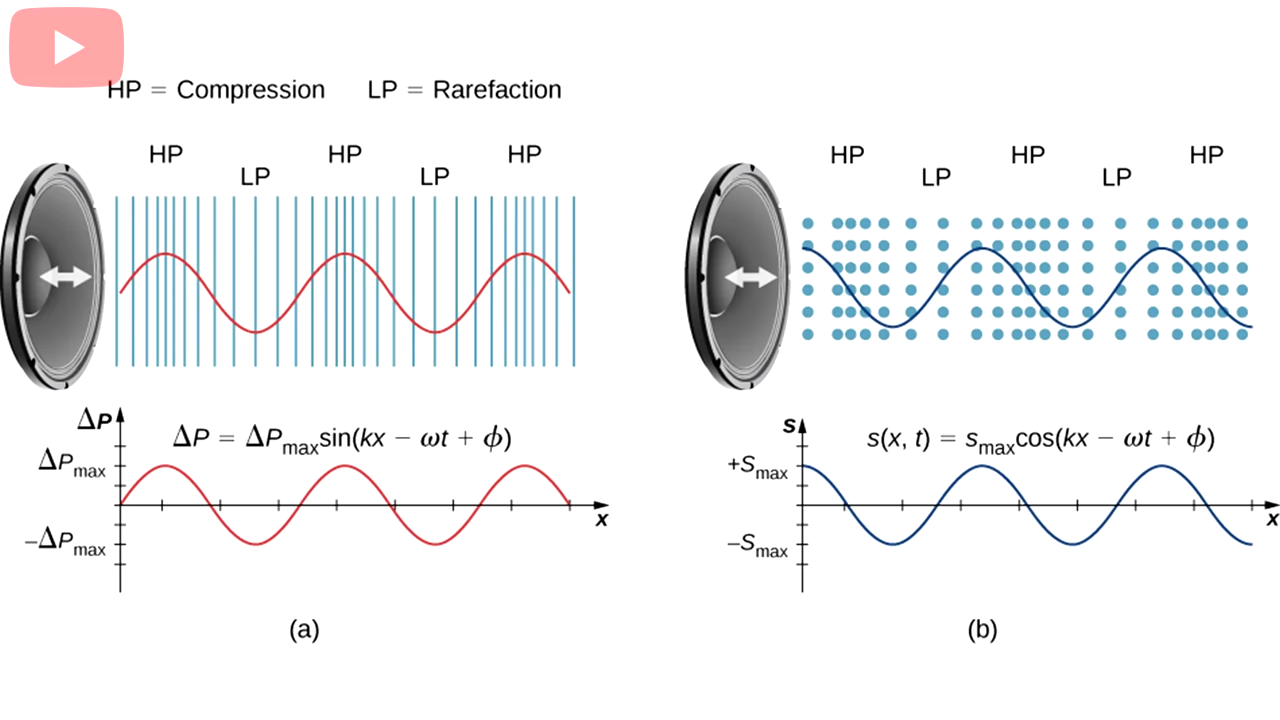 HP = Compression LP = Rarefaction
HP HP HP
LP LP
HP HP HP
LP LP
ΔP
ΔP = ΔPmaxsin(kx − ωt + ϕ)
ΔPmax
−ΔPmax
x
(a)
s
s(x, t) = smaxcos(kx − ωt + ϕ)
+Smax
−Smax
x
(b)